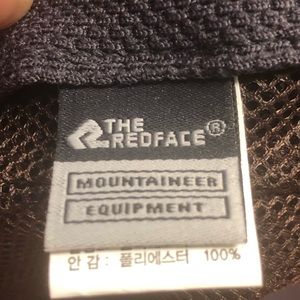 THE
REDFACE®
MOUNTAINEER
EQUIPMENT
안감 : 폴리에스터 100%